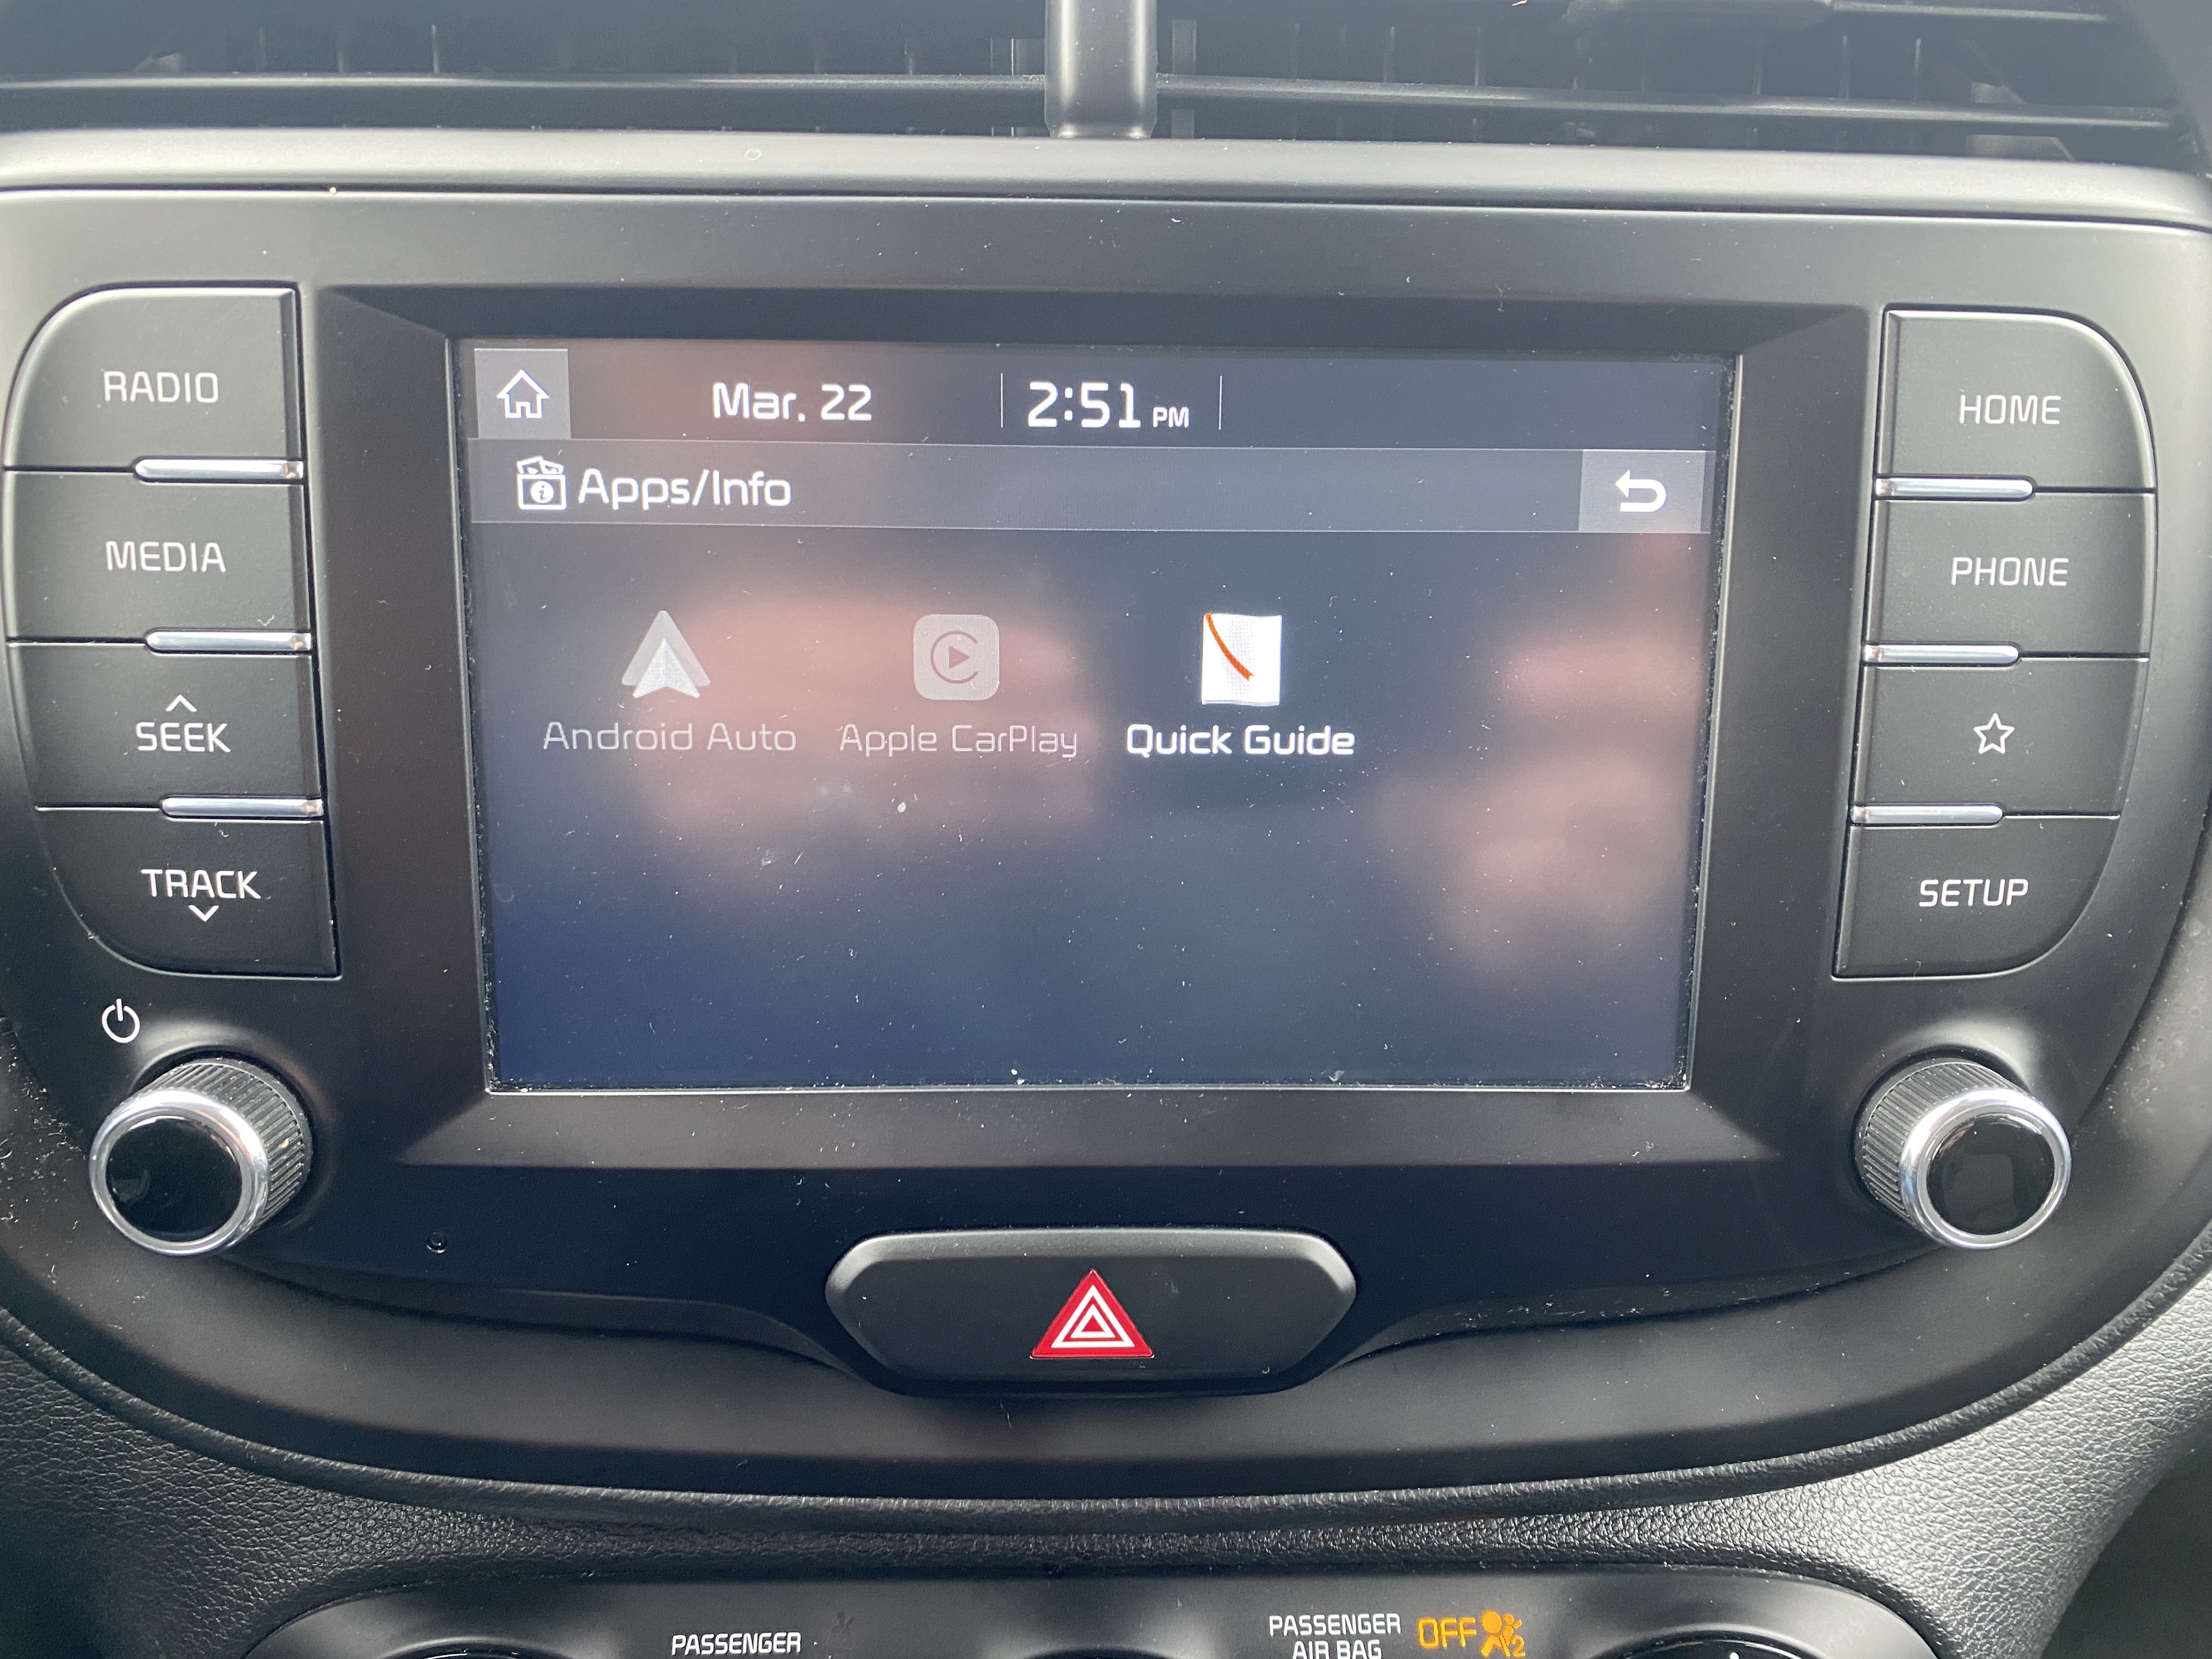 RADIO
MEDIA
SEEK
TRACK
Mar. 22
2:51 PM
Apps/Info
Android Auto
Apple CarPlay
Quick Guide
HOME
PHONE
SETUP
PASSENGER
PASSENGER
AIR BAG
OFF
2